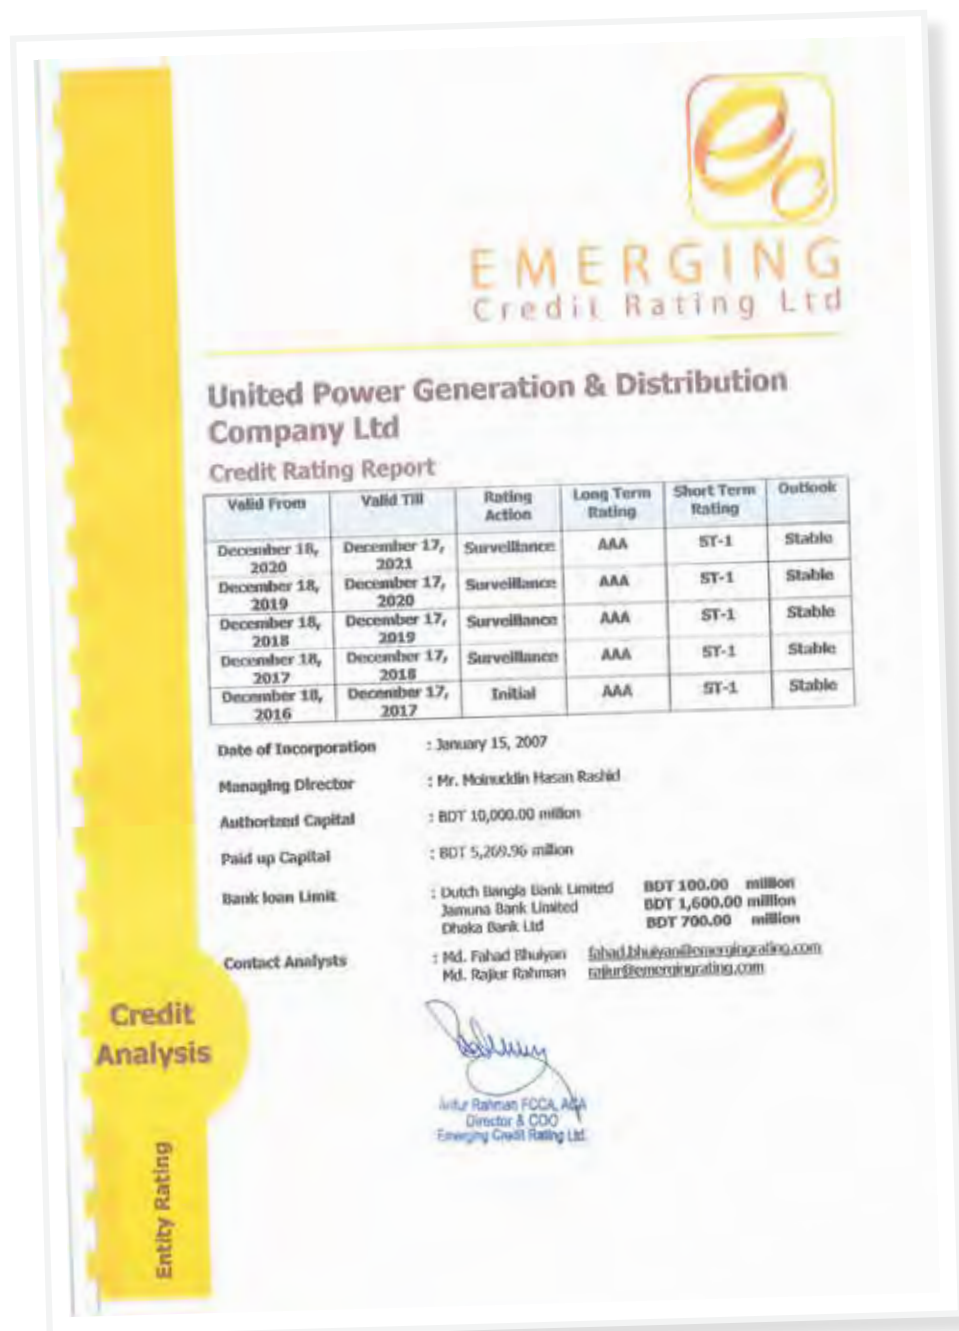 EMERGING
Credit Rating Ltd
United Power Generation & Distribution
Company Ltd
Credit Rating Report
Valid From Valid Till Rating Action Long Term Rating Short Term Rating Outlook
December 18, 2020 December 17, 2021 Surveillance AAA ST-1 Stable
December 18, 2019 December 17, 2020 Surveillance AAA ST-1 Stable
December 18, 2018 December 17, 2019 Surveillance AAA ST-1 Stable
December 18, 2017 December 17, 2018 Surveillance AAA ST-1 Stable
December 18, 2016 December 17, 2017 Initial AAA ST-1 Stable
Date of Incorporation : January 15, 2007
Managing Director : Mr. Moinuddin Hasan Rashid
Authorized Capital : BDT 10,000.00 million
Paid up Capital : BDT 5,269.96 million
Bank loan Limit : Dutch Bangla Bank Limited BDT 100.00 million
Jamuna Bank Limited BDT 1,600.00 million
Dhaka Bank Ltd BDT 700.00 million
Contact Analysts : Md. Fahad Bhuiyan fahad.bhuiyan@emergingrating.com
Md. Rajiur Rahman rajiur@emergingrating.com
Rahman FCCA,
Director & COO
Emerging Credit Rating Ltd.
Credit
Analysis
Entity Rating